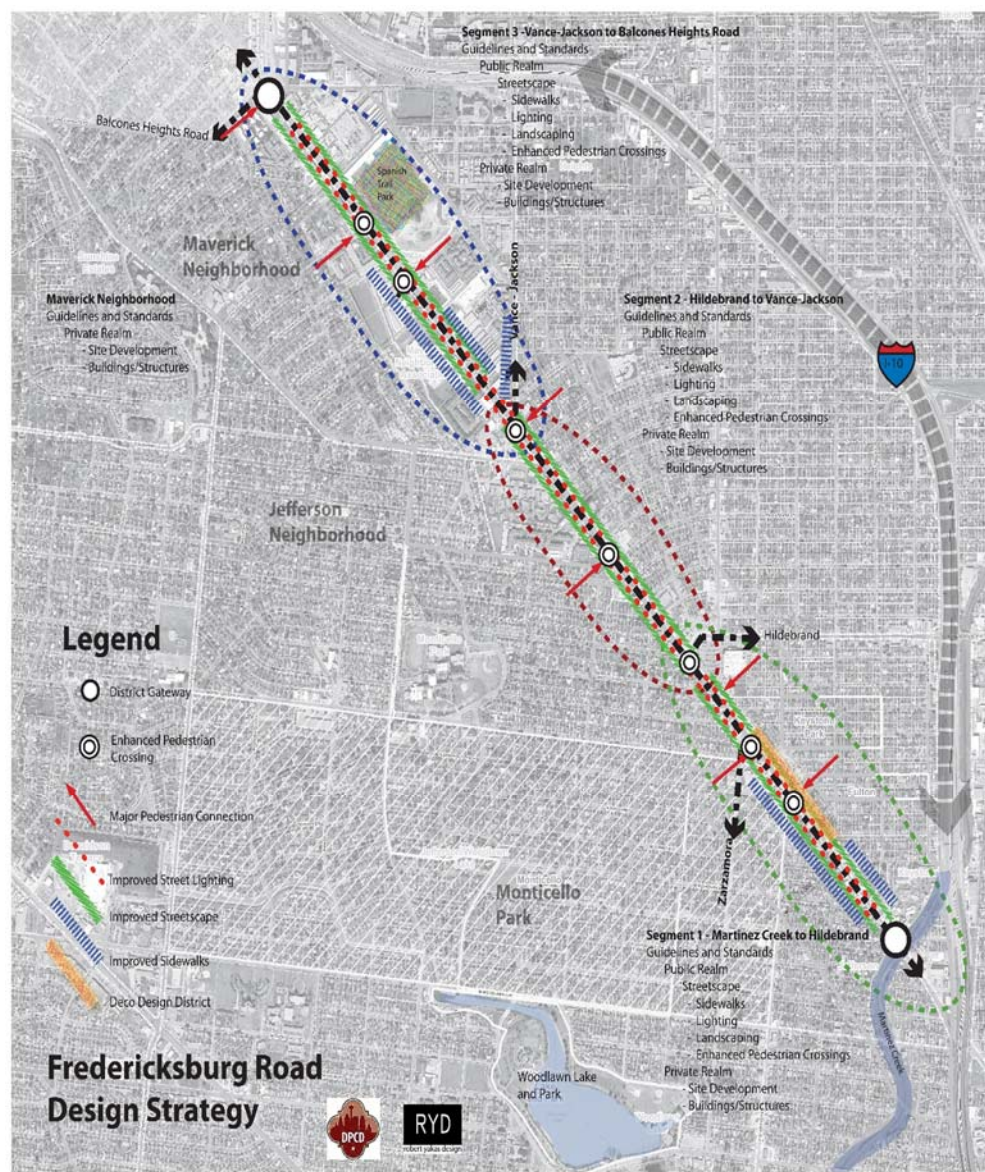 Segment 3 -Vance-Jackson to Balcones Heights Road
Guidelines and Standards
Public Realm
Streetscape
- Sidewalks
- Lighting
- Landscaping
- Enhanced Pedestrian Crossings
Private Realm
- Site Development
- Buildings/Structures
Balcones Heights Road
Spanish
Trail
Park
Maverick
Neighborhood
Vance - Jackson
Maverick Neighborhood
Guidelines and Standards
Private Realm
- Site Development
- Buildings/Structures
Segment 2 - Hildebrand to Vance-Jackson
Guidelines and Standards
Public Realm
Streetscape
- Sidewalks
- Lighting
- Landscaping
- Enhanced Pedestrian Crossings
Private Realm
- Site Development
- Buildings/Structures
I-10
Jefferson
Neighborhood
Hildebrand
Legend
District Gateway
Enhanced Pedestrian
Crossing
Major Pedestrian Connection
Improved Street Lighting
Improved Streetscape
Improved Sidewalks
Deco Design District
Zarzamora
Monticello
Park
Segment 1 - Martinez Creek to Hildebrand
Guidelines and Standards
Public Realm
Streetscape
- Sidewalks
- Lighting
- Landscaping
- Enhanced Pedestrian Crossings
Private Realm
- Site Development
- Buildings/Structures
Martinez Creek
Woodlawn Lake
and Park
Fredericksburg Road
Design Strategy
DPCD
RYD